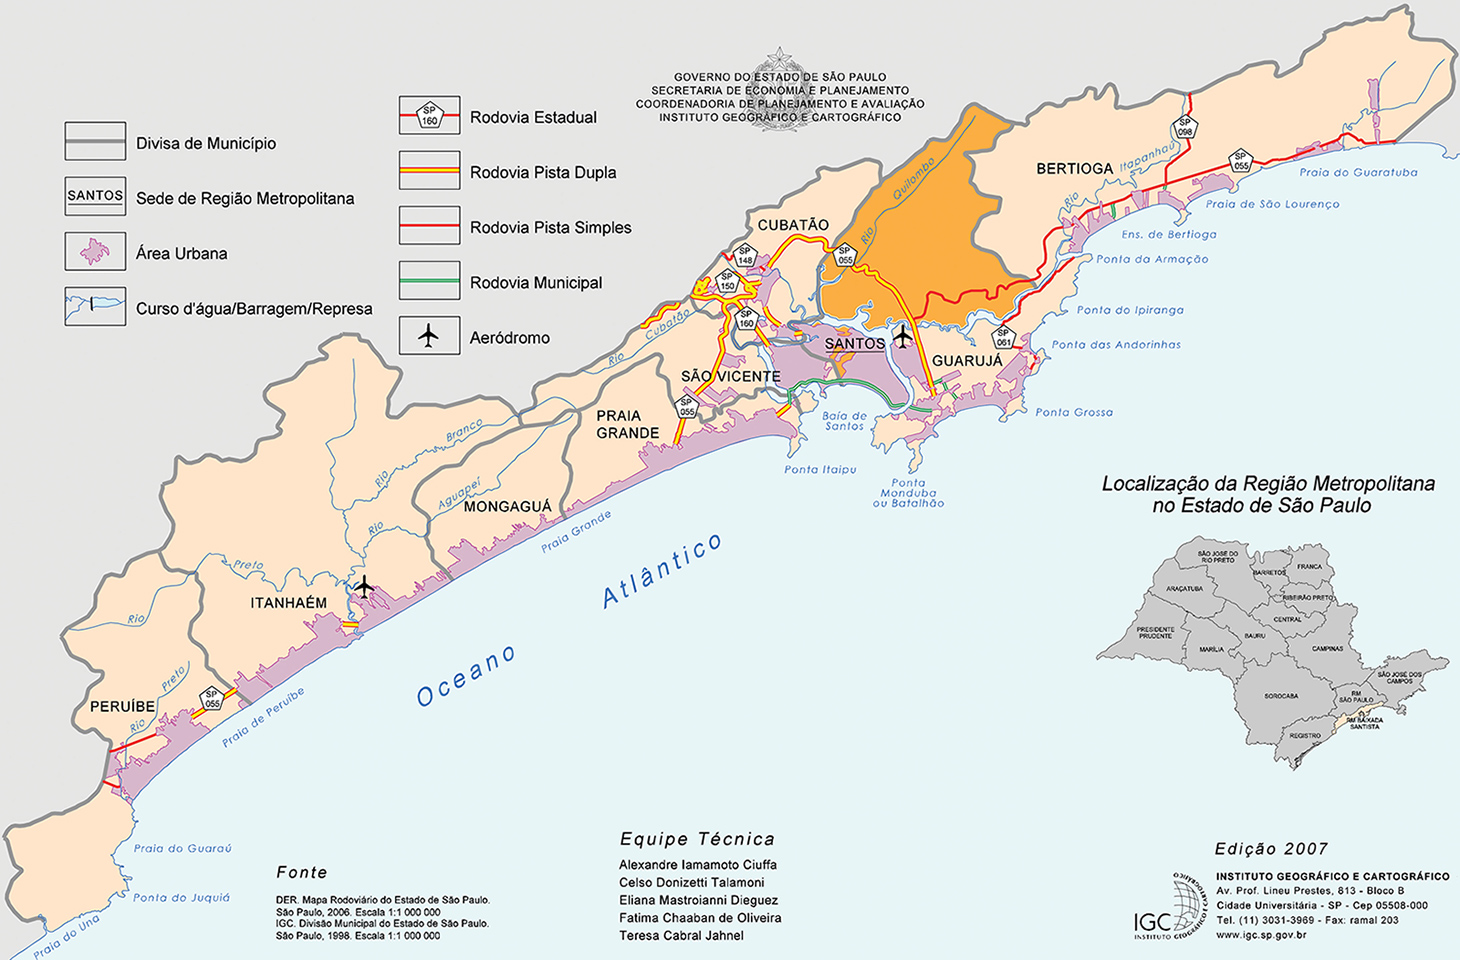 GOVERNO DO ESTADO DE SÃO PAULO
SECRETARIA DE ECONOMIA E PLANEJAMENTO
COORDENADORIA DE PLANEJAMENTO E AVALIAÇÃO
INSTITUTO GEOGRÁFICO E CARTOGRÁFICO
Divisa de Município
SANTOS
Sede de Região Metropolitana
Área Urbana
Curso d'água/Barragem/Represa
SP
160
Rodovia Estadual
Rodovia Pista Dupla
Rodovia Pista Simples
Rodovia Municipal
Aeródromo
SP
098
SP
055
BERTIOGA
Rio
Itapanhaú
Praia do Guaratuba
Praia de São Lourenço
Ens. de Bertioga
Ponta da Armação
Rio
Quilombo
CUBATÃO
SP
148
SP
055
SP
150
SP
160
Rio
Cubatão
Ponta do Ipiranga
SP
061
SANTOS
GUARUJÁ
Ponta das Andorinhas
SÃO VICENTE
SP
055
Ponta Grossa
PRAIA
GRANDE
Baía de
Santos
Ponta Itaipu
Ponta
Monduba
ou Batalhão
Rio
Branco
Rio
Aguapeí
MONGAGUÁ
Praia Grande
Rio
Preto
ITANHAÉM
Oceano
Atlântico
PERUÍBE
Rio
Preto
SP
055
Praia de Peruíbe
Praia do Guaraú
Ponta do Juquiá
Praia do Una
Localização da Região Metropolitana
no Estado de São Paulo
SÃO JOSÉ DO
RIO PRETO
BARRETOS
FRANCA
ARAÇATUBA
RIBEIRÃO PRETO
CENTRAL
PRESIDENTE
PRUDENTE
BAURU
MARÍLIA
CAMPINAS
SOROCABA
SÃO JOSÉ DOS
CAMPOS
RM
SÃO PAULO
RM BAIXADA
SANTISTA
REGISTRO
Fonte
DER. Mapa Rodoviário do Estado de São Paulo.
São Paulo, 2006. Escala 1:1 000 000
IGC. Divisão Municipal do Estado de São Paulo.
São Paulo, 1998. Escala 1:1 000 000
Equipe Técnica
Alexandre Iamamoto Ciuffa
Celso Donizetti Talamoni
Eliana Mastroianni Dieguez
Fatima Chaaban de Oliveira
Teresa Cabral Jahnel
Edição 2007
IGC
INSTITUTO GEOGRÁFICO E CARTOGRÁFICO
INSTITUTO GEOGRÁFICO E CARTOGRÁFICO
Av. Prof. Lineu Prestes, 813 - Bloco B
Cidade Universitária - SP - Cep 05508-000
Tel. (11) 3031-3969 - Fax: ramal 203
www.igc.sp.gov.br